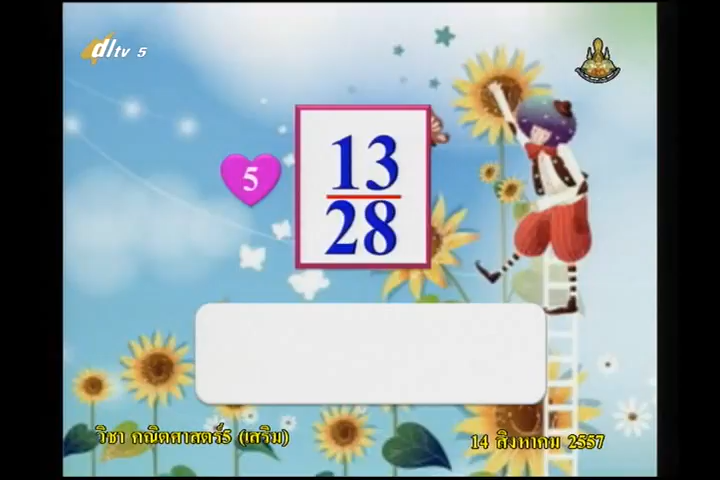 dltv 5
5
13
28
วิชา คณิตศาสตร์5 (เสริม)
14 สิงหาคม 2557